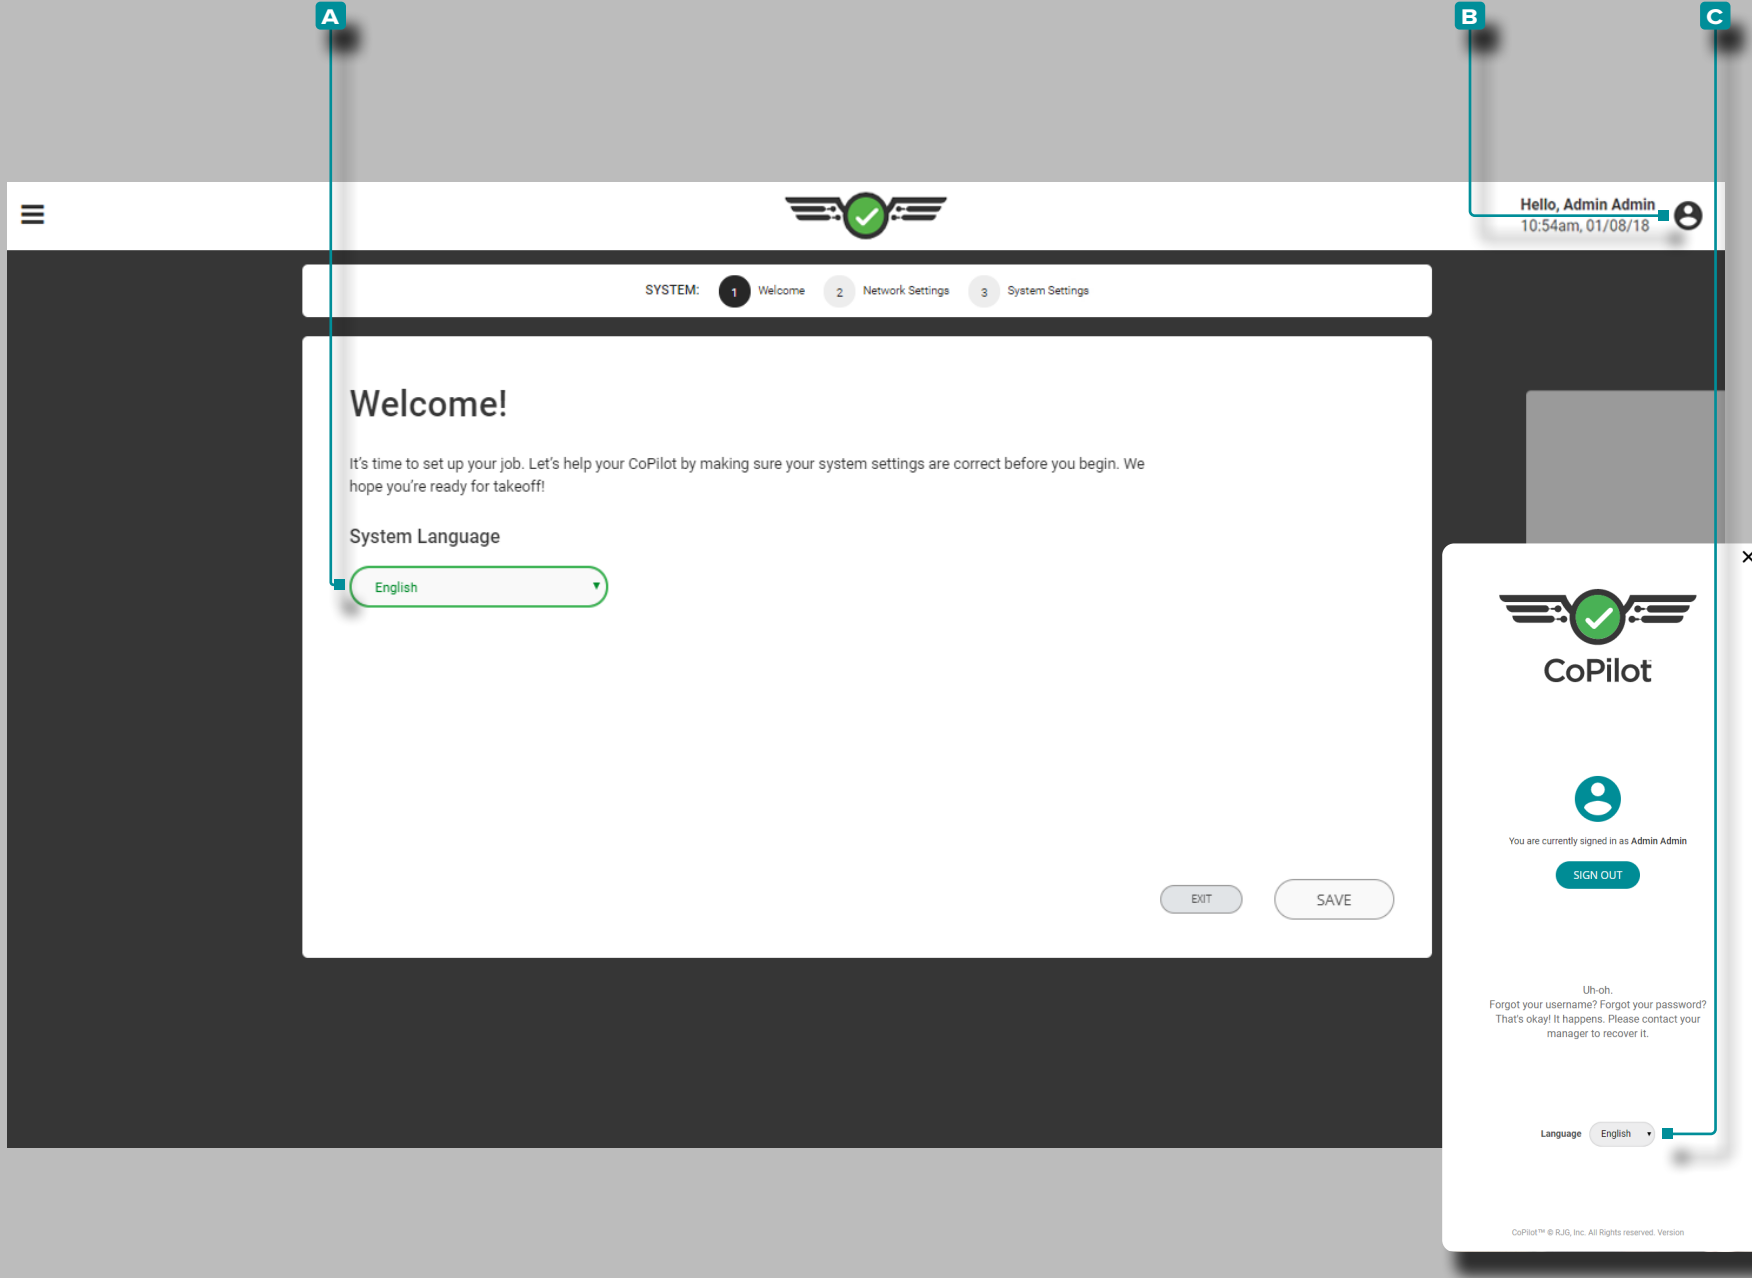 A
B
C
Hello, Admin Admin
10:54am, 01/08/18
SYSTEM: 1 Welcome 2 Network Settings 3 System Settings
Welcome!
It's time to set up your job. Let's help your CoPilot by making sure your system settings are correct before you begin. We
hope you're ready for takeoff!
System Language
English
EXIT
SAVE
CoPilot
You are currently signed in as Admin Admin
SIGN OUT
Uh-oh.
Forgot your username? Forgot your password?
That's okay! It happens. Please contact your
manager to recover it.
Language English
CoPilot™ © RJG, Inc. All Rights reserved. Version